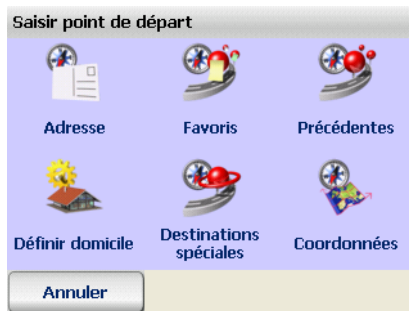 Saisir point de départ
Adresse
Favoris
Précédentes
Définir domicile
Destinations
spéciales
Coordonnées
Annuler